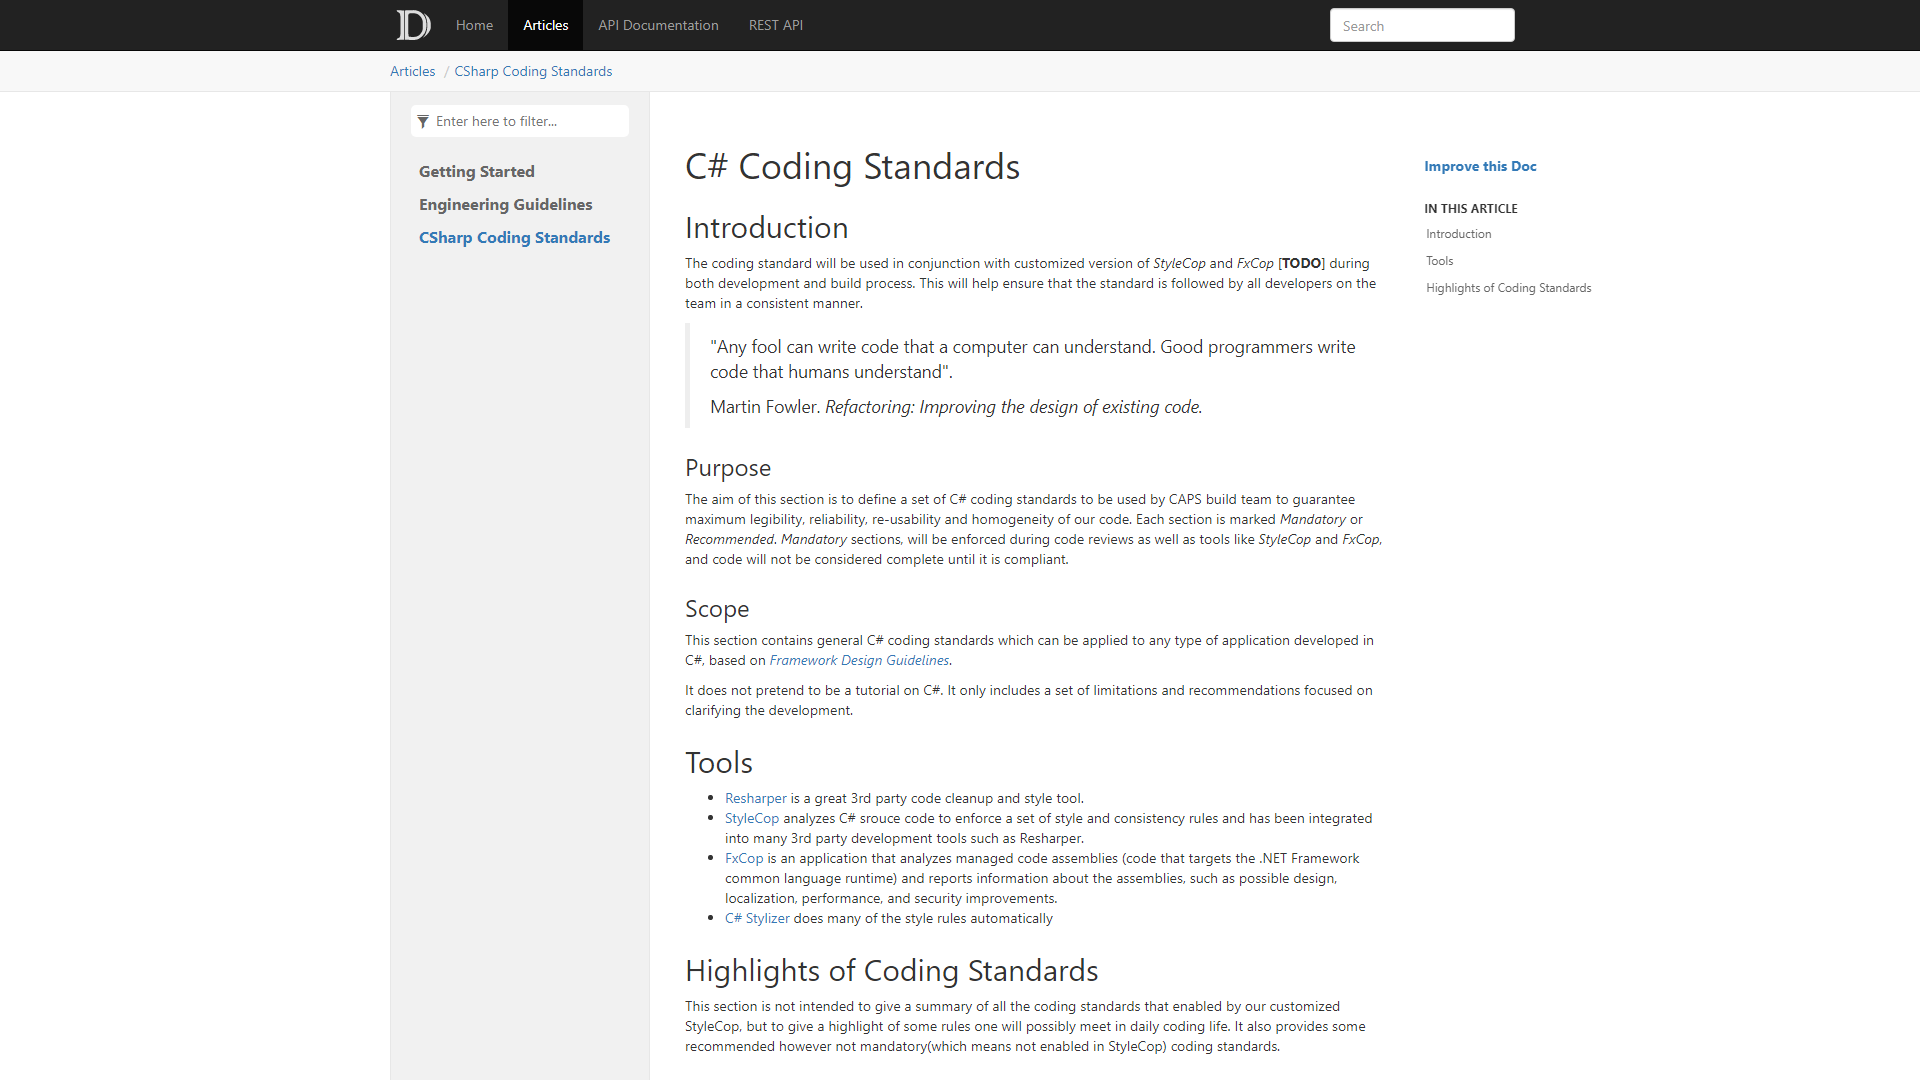 D Home Articles API Documentation REST API Search
Articles / CSharp Coding Standards
Enter here to filter...
Getting Started
Engineering Guidelines
CSharp Coding Standards
C# Coding Standards
Introduction
The coding standard will be used in conjunction with customized version of StyleCop and FxCop [TODO] during
both development and build process. This will help ensure that the standard is followed by all developers on the
team in a consistent manner.
"Any fool can write code that a computer can understand. Good programmers write
code that humans understand".
Martin Fowler. Refactoring: Improving the design of existing code.
Purpose
The aim of this section is to define a set of C# coding standards to be used by CAPS build team to guarantee
maximum legibility, reliability, re-usability and homogeneity of our code. Each section is marked Mandatory or
Recommended. Mandatory sections, will be enforced during code reviews as well as tools like StyleCop and FxCop,
and code will not be considered complete until it is compliant.
Scope
This section contains general C# coding standards which can be applied to any type of application developed in
C#, based on Framework Design Guidelines.
It does not pretend to be a tutorial on C#. It only includes a set of limitations and recommendations focused on
clarifying the development.
Tools
• Resharper is a great 3rd party code cleanup and style tool.
• StyleCop analyzes C# srouce code to enforce a set of style and consistency rules and has been integrated
into many 3rd party development tools such as Resharper.
• FxCop is an application that analyzes managed code assemblies (code that targets the .NET Framework
common language runtime) and reports information about the assemblies, such as possible design,
localization, performance, and security improvements.
• C# Stylizer does many of the style rules automatically
Highlights of Coding Standards
This section is not intended to give a summary of all the coding standards that enabled by our customized
StyleCop, but to give a highlight of some rules one will possibly meet in daily coding life. It also provides some
recommended however not mandatory(which means not enabled in StyleCop) coding standards.
Improve this Doc
IN THIS ARTICLE
Introduction
Tools
Highlights of Coding Standards